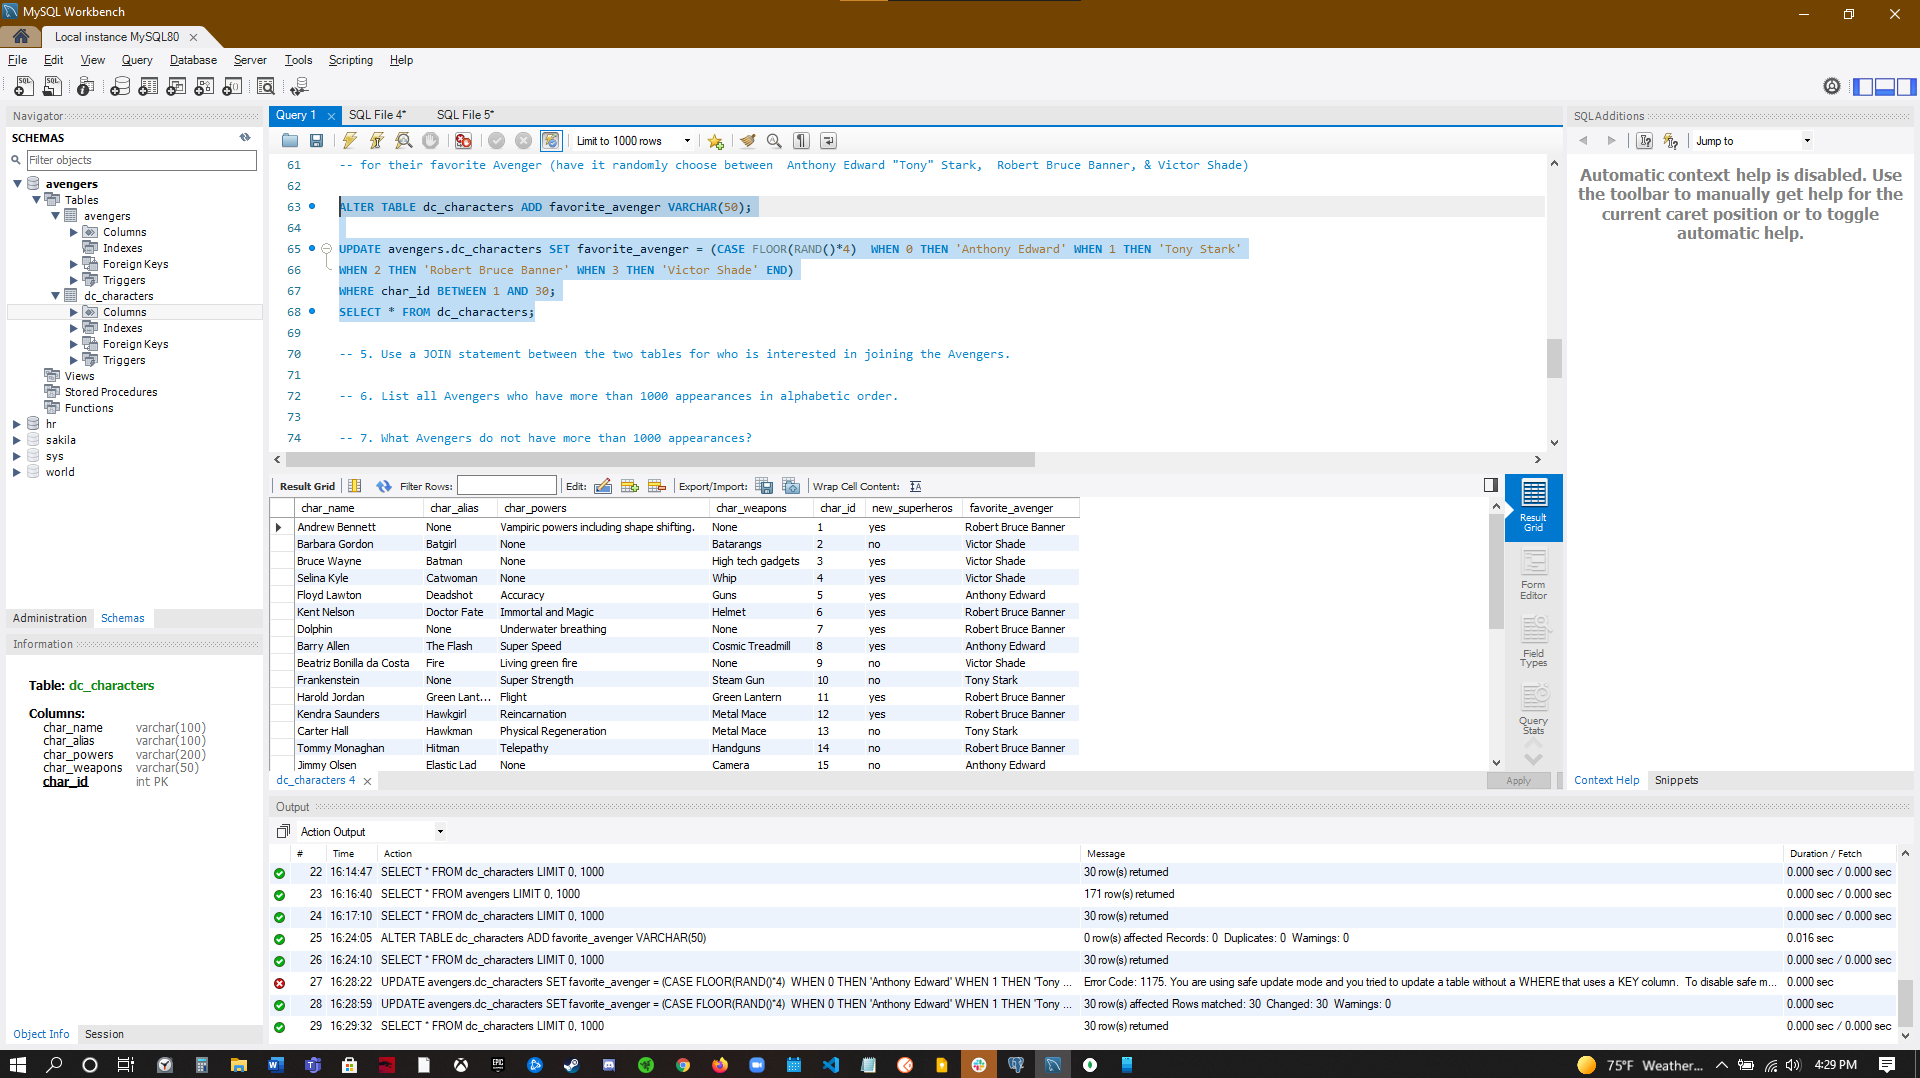 MySQL Workbench
Local instance MySQL80
File Edit View Query Database Server Tools Scripting Help
Navigator
SCHEMAS
Filter objects
avengers
Tables
avengers
Columns
Indexes
Foreign Keys
Triggers
dc_characters
Columns
Indexes
Foreign Keys
Triggers
Views
Stored Procedures
Functions
hr
sakila
sys
world
Administration Schemas
Information
Table: dc_characters
Columns:
char_name varchar(100)
char_alias varchar(100)
char_powers varchar(200)
char_weapons varchar(50)
char_id int PK
Object Info Session
Query 1 SQL File 4* SQL File 5*
Limit to 1000 rows
61 -- for their favorite Avenger (have it randomly choose between Anthony Edward "Tony" Stark, Robert Bruce Banner, & Victor Shade)
62
63 ALTER TABLE dc_characters ADD favorite_avenger VARCHAR(50);
64
65 UPDATE avengers.dc_characters SET favorite_avenger = (CASE FLOOR(RAND()*4) WHEN 0 THEN 'Anthony Edward' WHEN 1 THEN 'Tony Stark'
66 WHEN 2 THEN 'Robert Bruce Banner' WHEN 3 THEN 'Victor Shade' END)
67 WHERE char_id BETWEEN 1 AND 30;
68 SELECT * FROM dc_characters;
69
70 -- 5. Use a JOIN statement between the two tables for who is interested in joining the Avengers.
71
72 -- 6. List all Avengers who have more than 1000 appearances in alphabetic order.
73
74 -- 7. What Avengers do not have more than 1000 appearances?
Result Grid Filter Rows: Edit: Export/Import: Wrap Cell Content:
char_name char_alias char_powers char_weapons char_id new_superheros favorite_avenger
Andrew Bennett None Vampiric powers including shape shifting. None 1 yes Robert Bruce Banner
Barbara Gordon Batgirl None Batarangs 2 no Victor Shade
Bruce Wayne Batman None High tech gadgets 3 yes Victor Shade
Selina Kyle Catwoman None Whip 4 yes Victor Shade
Floyd Lawton Deadshot Accuracy Guns 5 yes Anthony Edward
Kent Nelson Doctor Fate Immortal and Magic Helmet 6 yes Robert Bruce Banner
Dolphin None Underwater breathing None 7 yes Robert Bruce Banner
Barry Allen The Flash Super Speed Cosmic Treadmill 8 yes Anthony Edward
Beatriz Bonilla da Costa Fire Living green fire None 9 no Victor Shade
Frankenstein None Super Strength Steam Gun 10 no Tony Stark
Harold Jordan Green Lant... Flight Green Lantern 11 yes Robert Bruce Banner
Kendra Saunders Hawkgirl Reincarnation Metal Mace 12 yes Robert Bruce Banner
Carter Hall Hawkman Physical Regeneration Metal Mace 13 no Tony Stark
Tommy Monaghan Hitman Telepathy Handguns 14 no Robert Bruce Banner
Jimmy Olsen Elastic Lad None Camera 15 no Anthony Edward
dc_characters 4
Result Grid
Form Editor
Field Types
Query Stats
Apply
SQLAdditions
Jump to
Automatic context help is disabled. Use
the toolbar to manually get help for the
current caret position or to toggle
automatic help.
Context Help Snippets
Output
Action Output
# Time Action Message Duration / Fetch
22 16:14:47 SELECT * FROM dc_characters LIMIT 0, 1000 30 row(s) returned 0.000 sec / 0.000 sec
23 16:16:40 SELECT * FROM avengers LIMIT 0, 1000 171 row(s) returned 0.000 sec / 0.000 sec
24 16:17:10 SELECT * FROM dc_characters LIMIT 0, 1000 30 row(s) returned 0.000 sec / 0.000 sec
25 16:24:05 ALTER TABLE dc_characters ADD favorite_avenger VARCHAR(50) 0 row(s) affected Records: 0 Duplicates: 0 Warnings: 0 0.016 sec
26 16:24:10 SELECT * FROM dc_characters LIMIT 0, 1000 30 row(s) returned 0.000 sec / 0.000 sec
27 16:28:22 UPDATE avengers.dc_characters SET favorite_avenger = (CASE FLOOR(RAND()*4) WHEN 0 THEN 'Anthony Edward' WHEN 1 THEN 'Tony ... Error Code: 1175. You are using safe update mode and you tried to update a table without a WHERE that uses a KEY column. To disable safe m... 0.000 sec
28 16:28:59 UPDATE avengers.dc_characters SET favorite_avenger = (CASE FLOOR(RAND()*4) WHEN 0 THEN 'Anthony Edward' WHEN 1 THEN 'Tony ... 30 row(s) affected Rows matched: 30 Changed: 30 Warnings: 0 0.000 sec
29 16:29:32 SELECT * FROM dc_characters LIMIT 0, 1000 30 row(s) returned 0.000 sec / 0.000 sec
75°F Weather... 4:29 PM